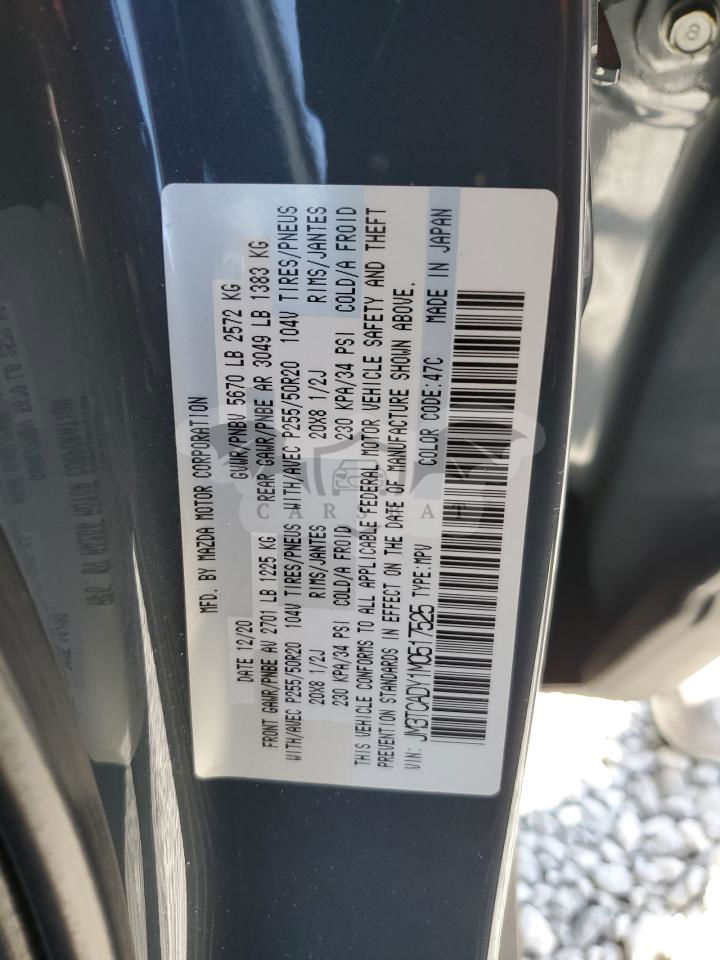 MFD. BY MAZDA MOTOR CORPORATION
DATE 12/20 GVWR/PNBV 5670 LB 2572 KG
FRONT GAWR/PNBE AV 2701 LB 1225 KG REAR GAWR/PNBE AR 3049 LB 1383 KG
WITH/AVEC P255/50R20 104V TIRES/PNEUS WITH/AVEC P255/50R20 104V TIRES/PNEUS
20X8 1/2J RIMS/JANTES 20X8 1/2J RIMS/JANTES
230 KPA/34 PSI COLD/A FROID 230 KPA/34 PSI COLD/A FROID
THIS VEHICLE CONFORMS TO ALL APPLICABLE FEDERAL MOTOR VEHICLE SAFETY AND THEFT
PREVENTION STANDARDS IN EFFECT ON THE DATE OF MANUFACTURE SHOWN ABOVE.
VIN: JM3TCADY1M0517525 TYPE:MPV COLOR CODE:47C MADE IN JAPAN
8